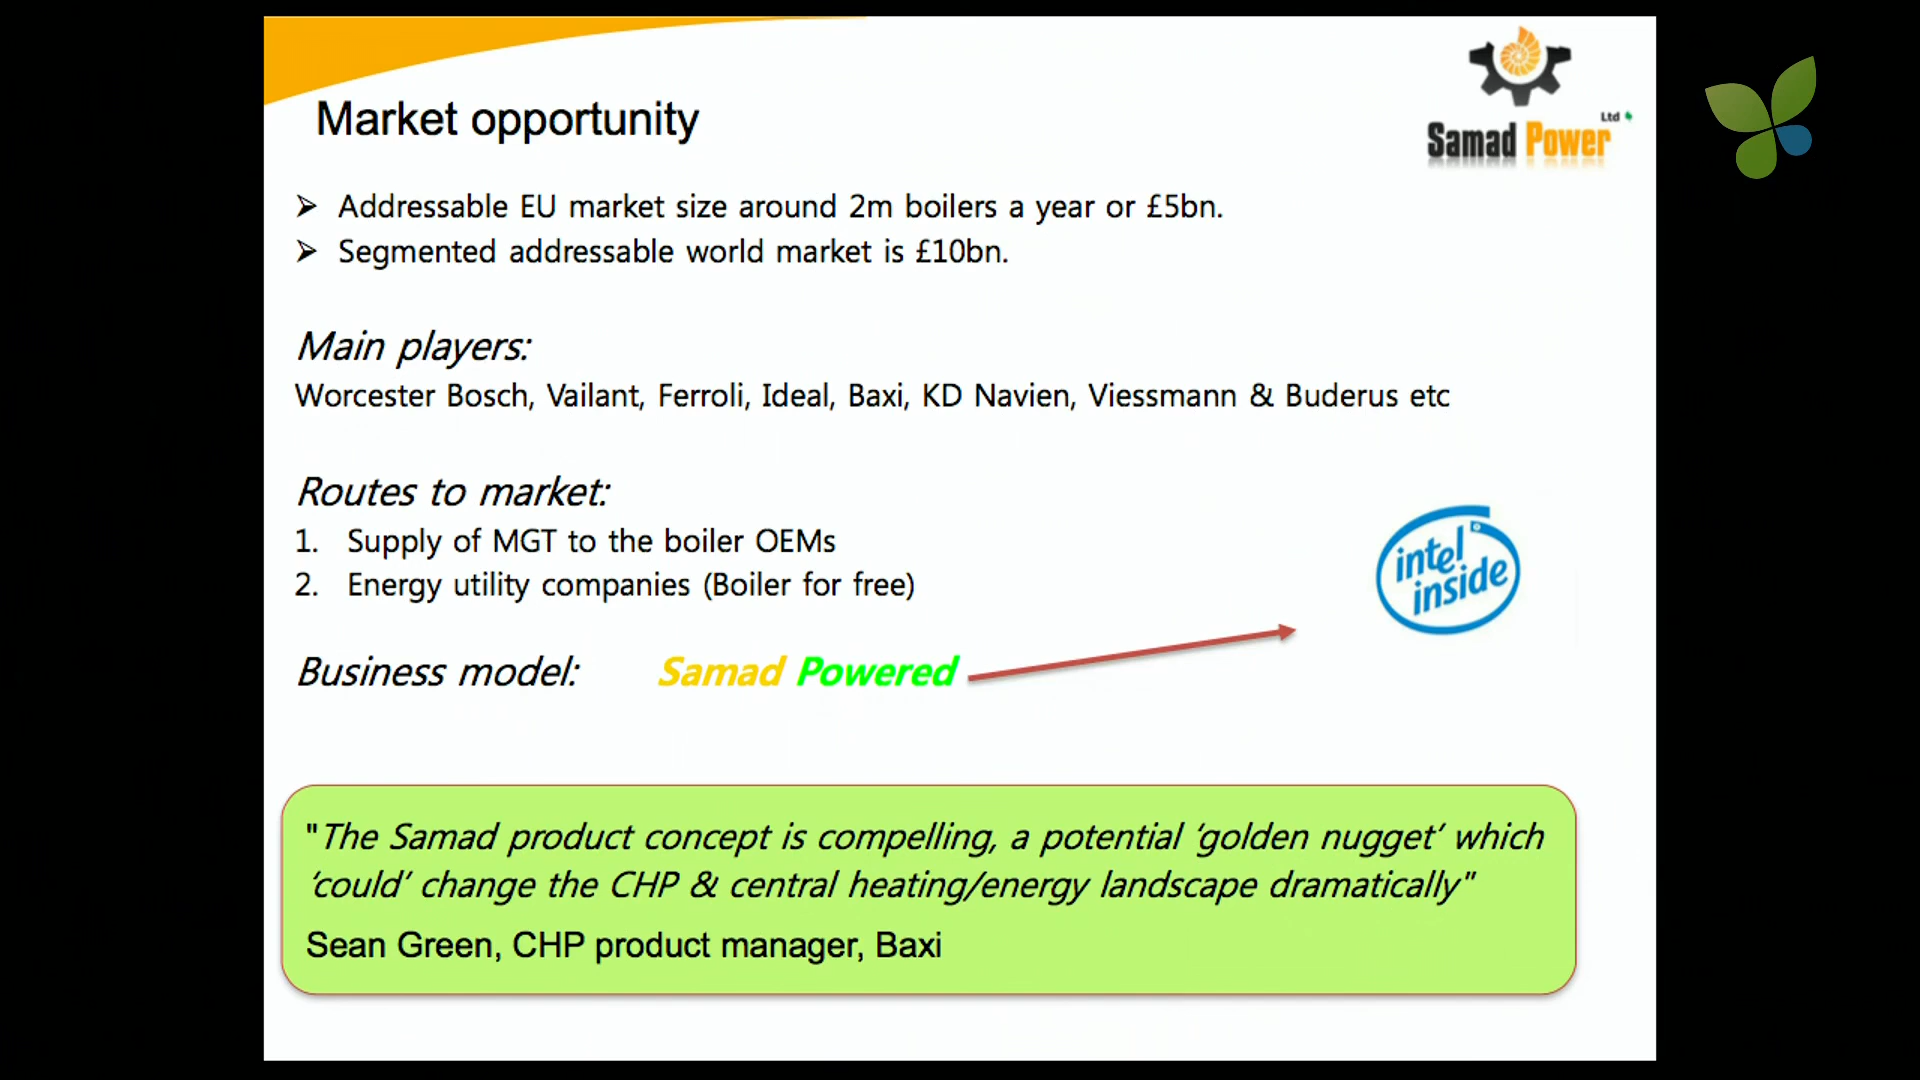 Market opportunity
Ltd
Samad Power
➢ Addressable EU market size around 2m boilers a year or £5bn.
➢ Segmented addressable world market is £10bn.
Main players:
Worcester Bosch, Vailant, Ferroli, Ideal, Baxi, KD Navien, Viessmann & Buderus etc
Routes to market:
1. Supply of MGT to the boiler OEMs
2. Energy utility companies (Boiler for free)
intel
inside
Business model: Samad Powered
"The Samad product concept is compelling, a potential ‘golden nugget’ which
‘could’ change the CHP & central heating/energy landscape dramatically"
Sean Green, CHP product manager, Baxi